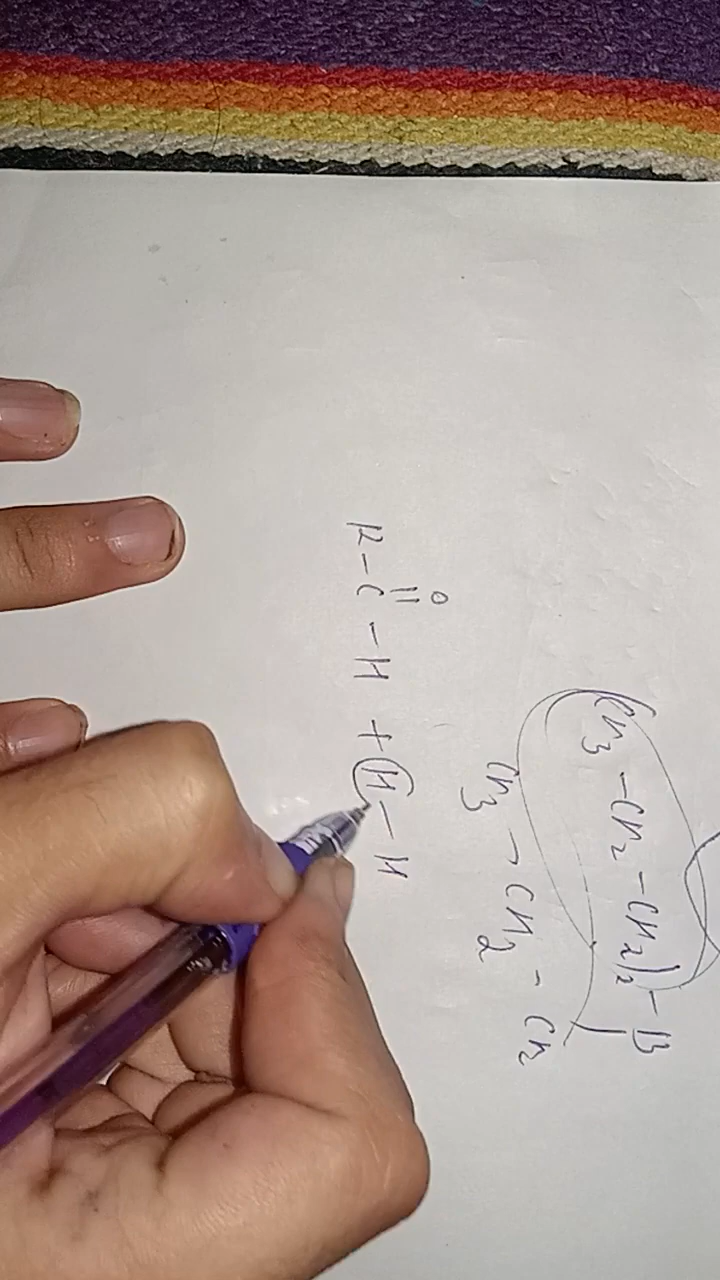 (CH3 - CH2 - CH2)2 - B
|
CH3 - CH2 - CH2
O
||
R - C - H + H - H